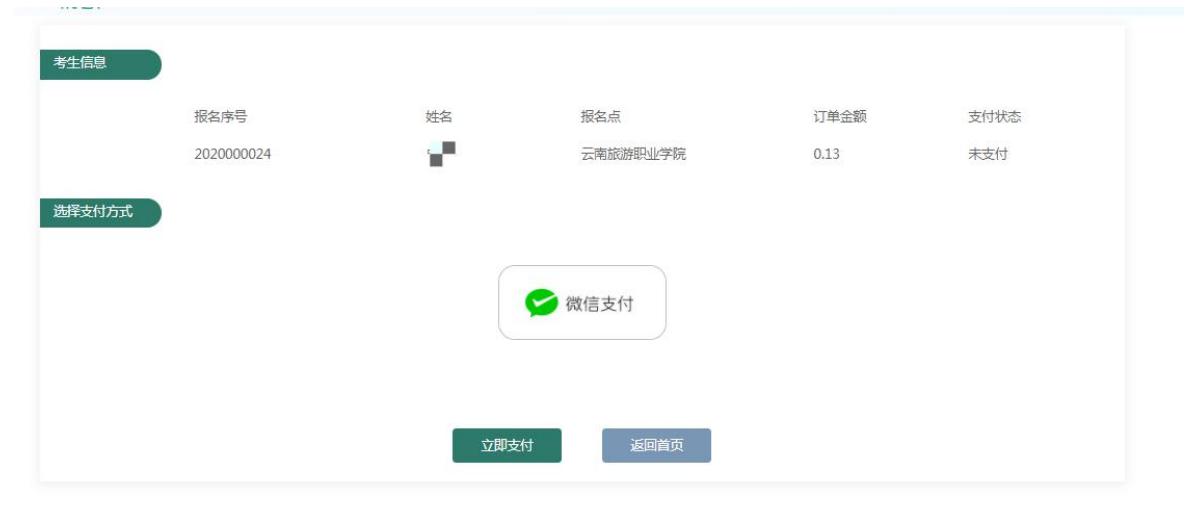 考生信息
报名序号 姓名 报名点 订单金额 支付状态
2020000024 云南旅游职业学院 0.13 未支付
选择支付方式
微信支付
立即支付 返回首页